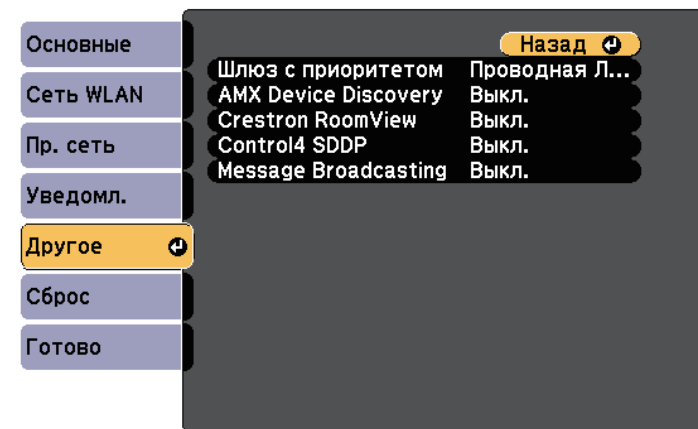 Основные
Сеть WLAN
Пр. сеть
Уведомл.
Другое
Сброс
Готово
Назад
Шлюз с приоритетом Проводная Л...
AMX Device Discovery Выкл.
Crestron RoomView Выкл.
Control4 SDDP Выкл.
Message Broadcasting Выкл.